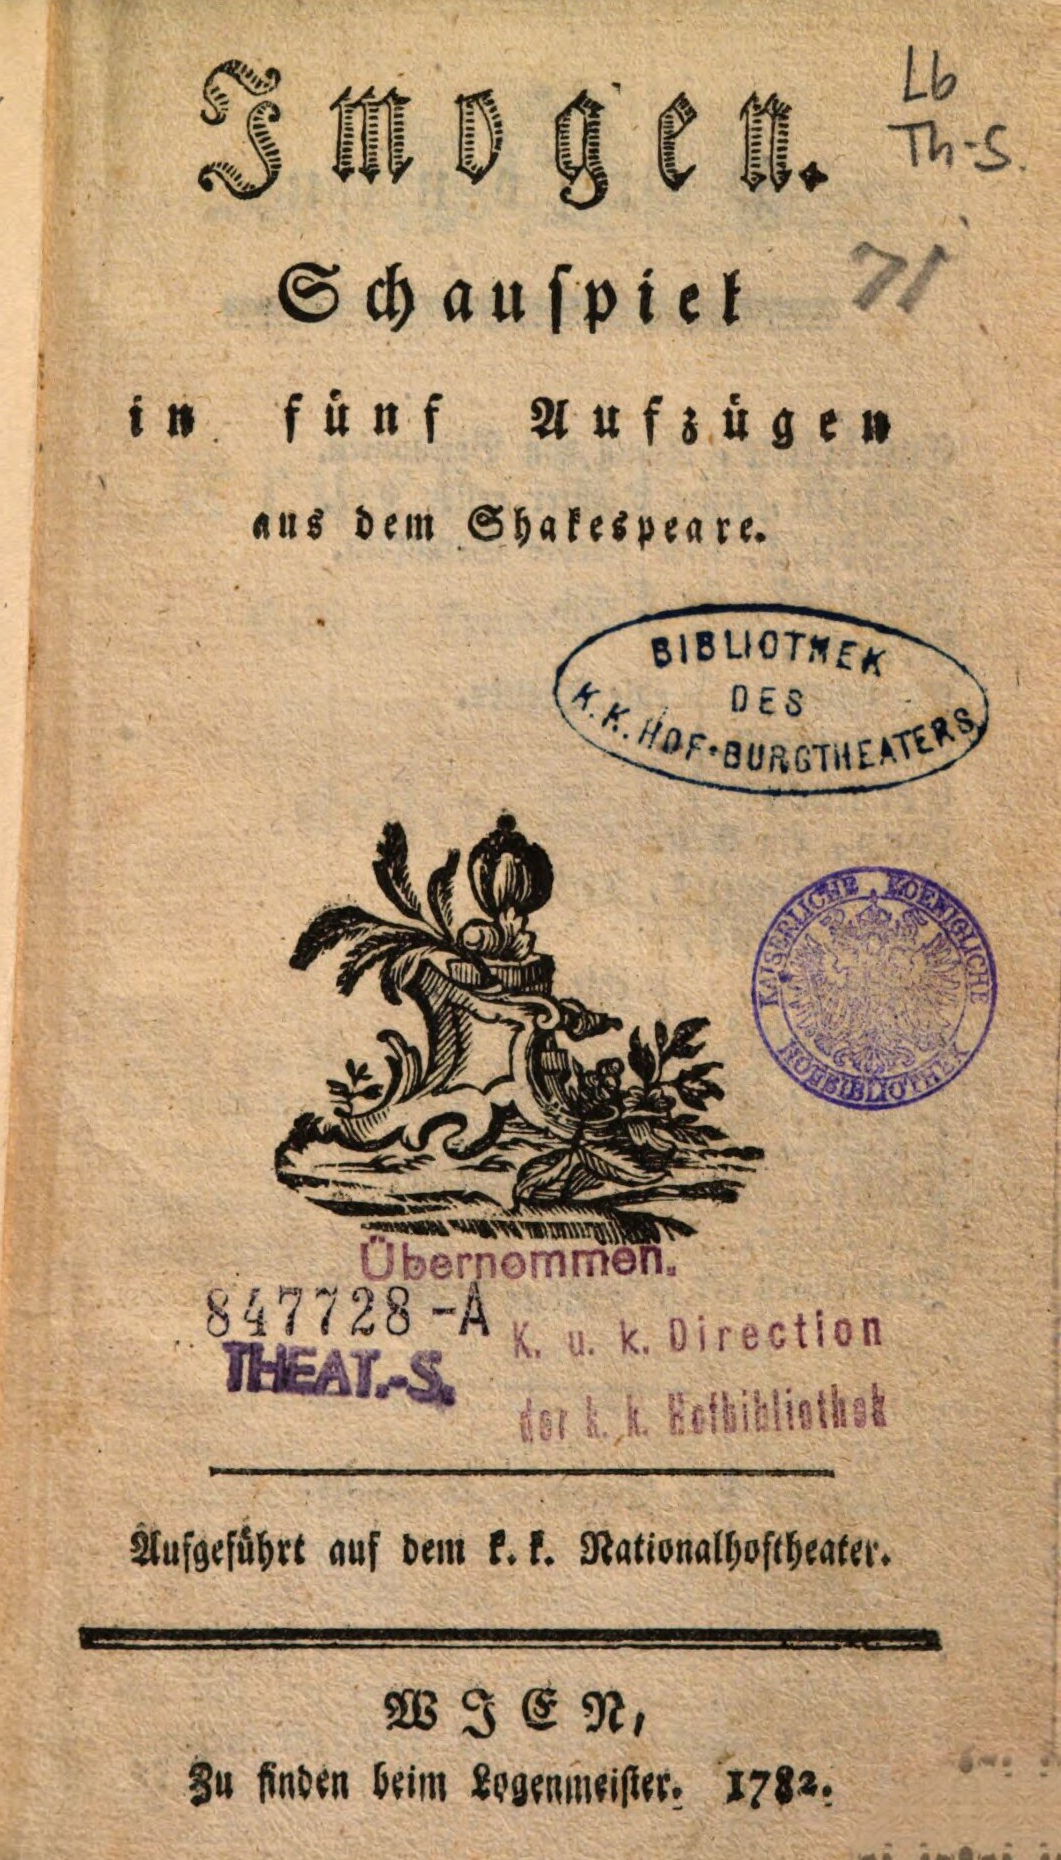 Imogen.
Lb
Th-S.
Schauspiel
71
in fünf Aufzügen
aus dem Shakespeare.
BIBLIOTHEK
DES
K.K. HOF-BURGTHEATERS
KAISERLICHE KOENIGLICHE
HOFBIBLIOTHEK
Übernommen.
847728-A
K. u. k. Direction
THEAT.-S.
der k. k. Hofbibliothek
Aufgeführt auf dem k. k. Nationalhoftheater.
WIEN,
Zu finden beim Logenmeister. 1782.